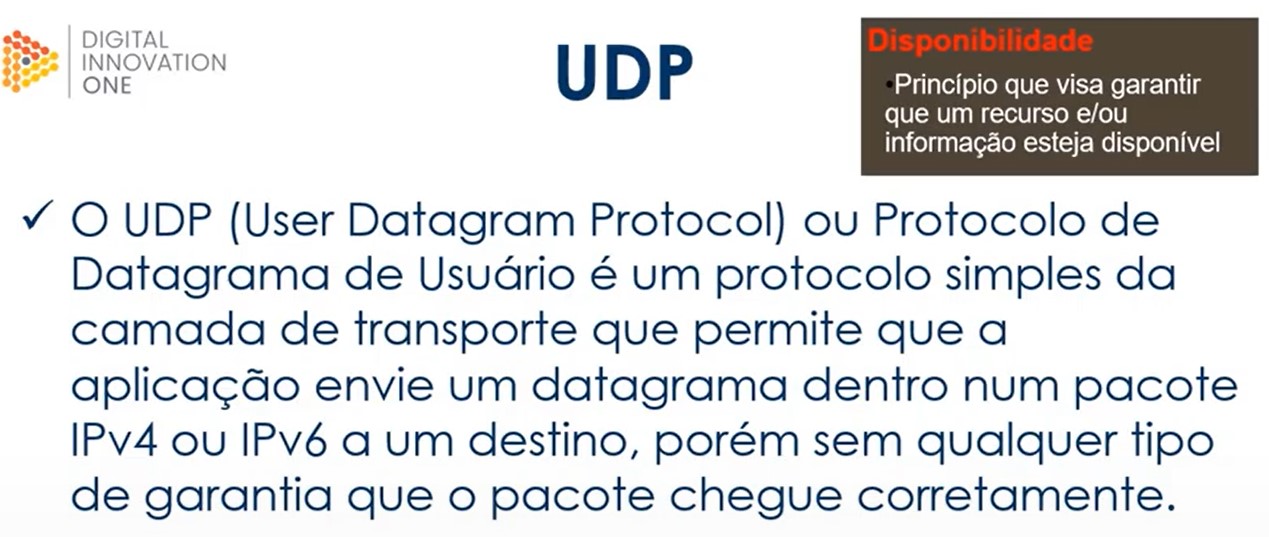 DIGITAL
INNOVATION
ONE
UDP
Disponibilidade
•Princípio que visa garantir
que um recurso e/ou
informação esteja disponível
✓ O UDP (User Datagram Protocol) ou Protocolo de
Datagrama de Usuário é um protocolo simples da
camada de transporte que permite que a
aplicação envie um datagrama dentro num pacote
IPv4 ou IPv6 a um destino, porém sem qualquer tipo
de garantia que o pacote chegue corretamente.